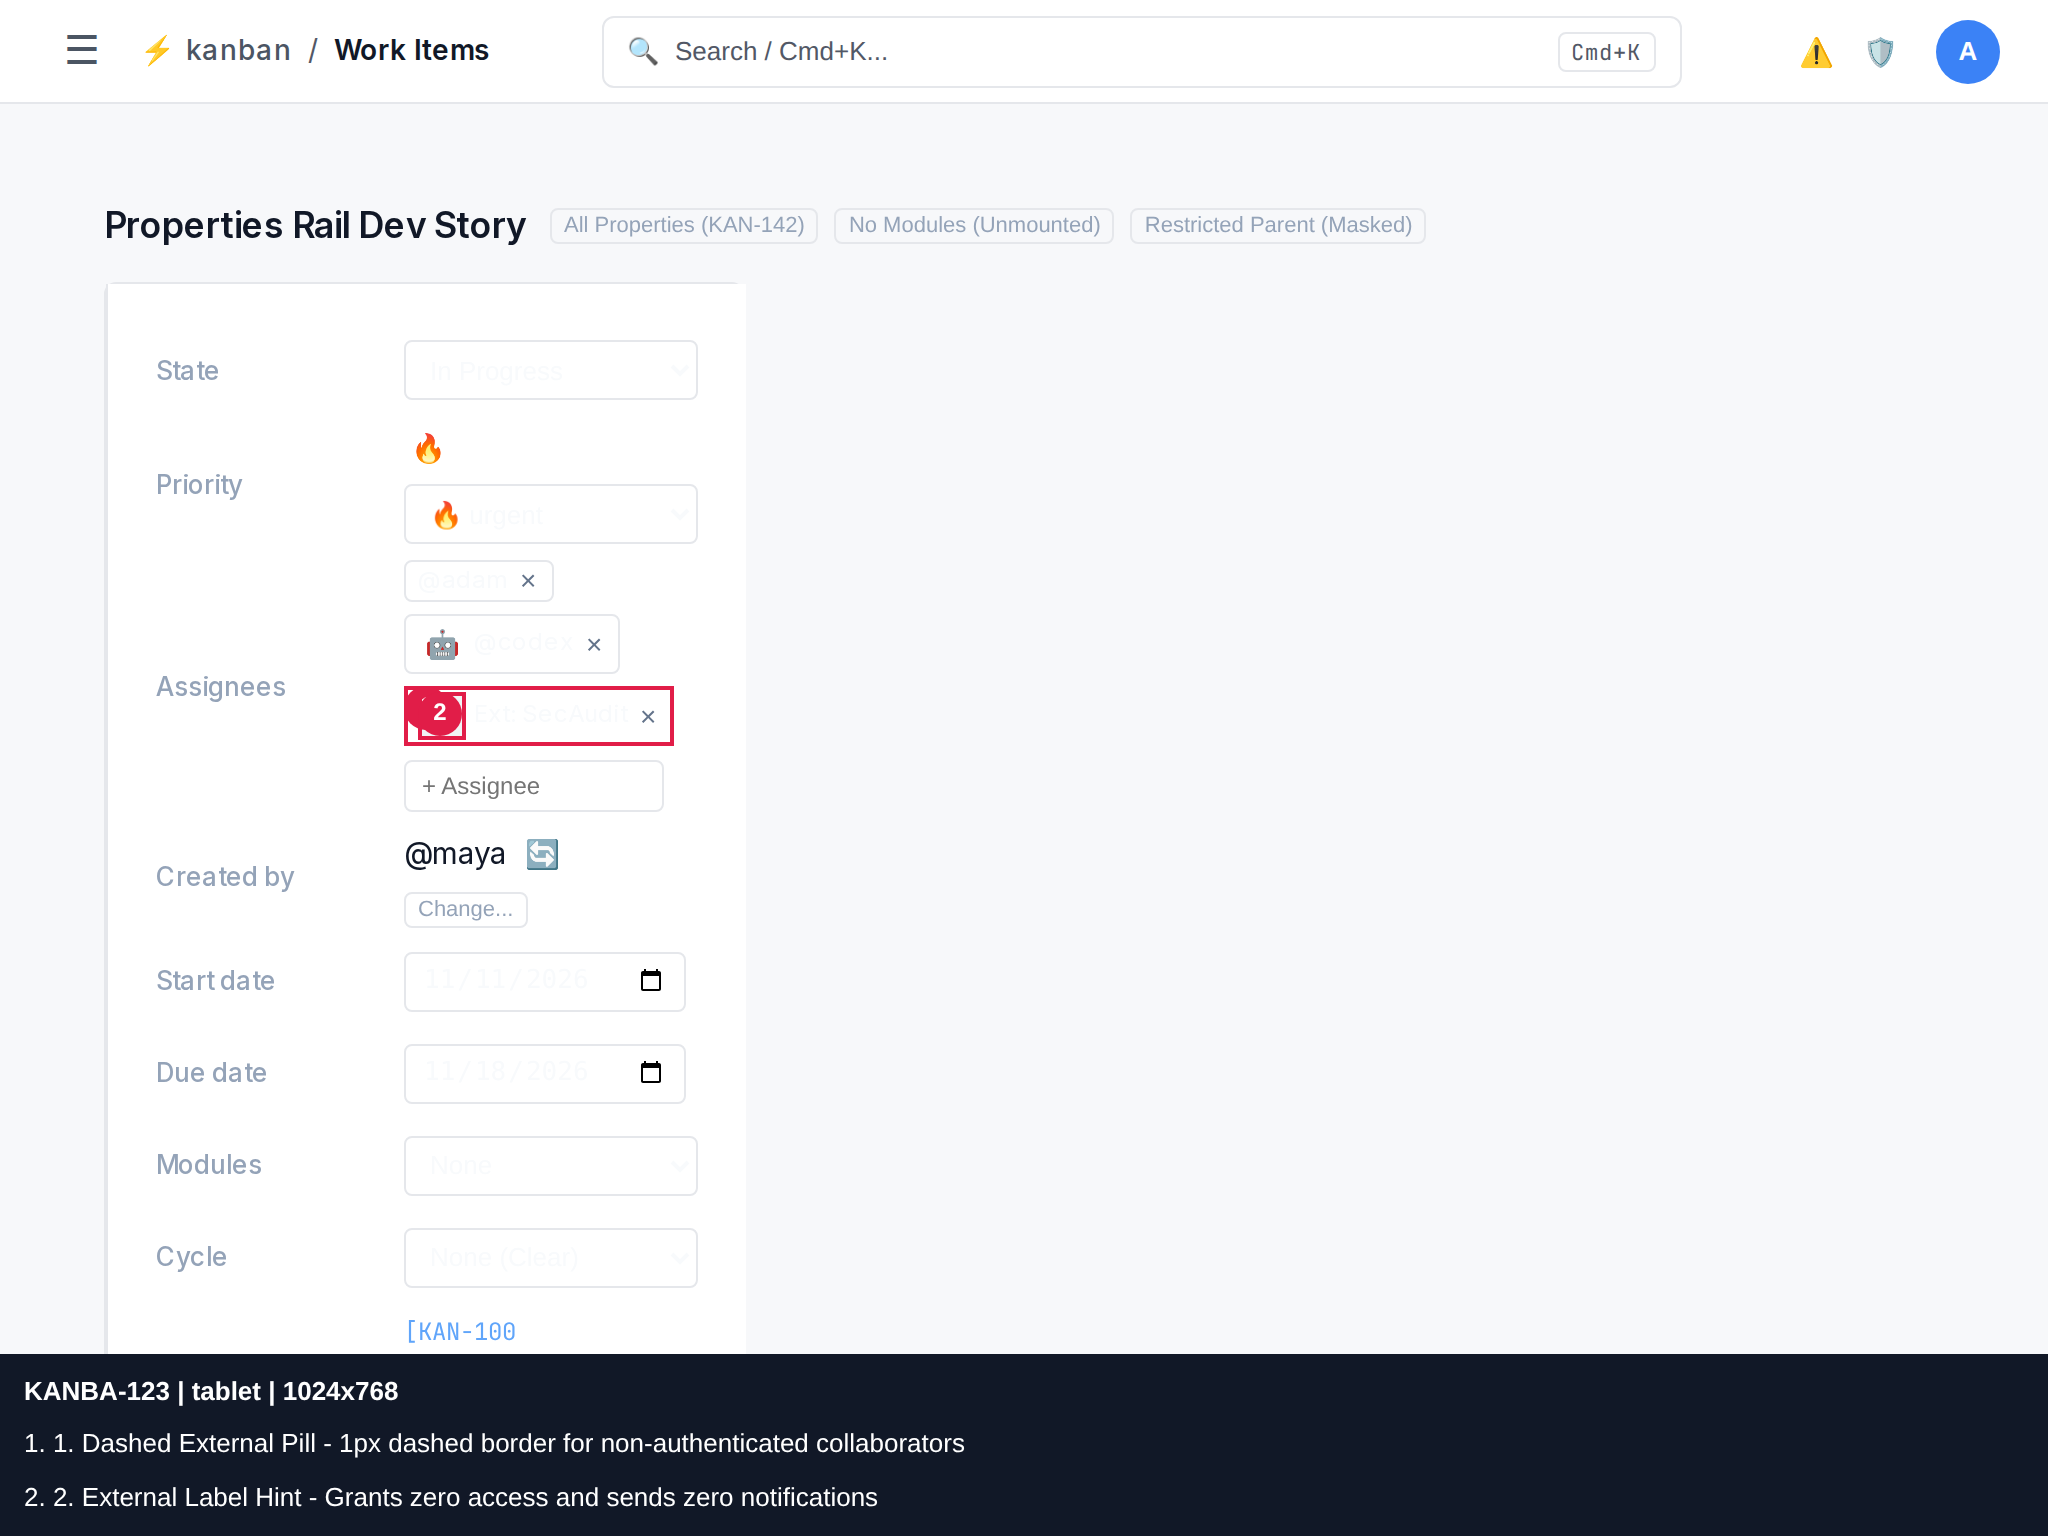 kanban / Work Items
Search / Cmd+K...
Cmd+K
A
Properties Rail Dev Story
All Properties (KAN-142)
No Modules (Unmounted)
Restricted Parent (Masked)
State
In Progress
Priority
urgent
@adam ×
@codex ×
Assignees
2
Ext: SecAudit ×
+ Assignee
Created by
@maya
Change...
Start date
11/11/2026
Due date
11/18/2026
Modules
None
Cycle
None (Clear)
[KAN-100
KANBA-123 | tablet | 1024x768
1. 1. Dashed External Pill - 1px dashed border for non-authenticated collaborators
2. 2. External Label Hint - Grants zero access and sends zero notifications